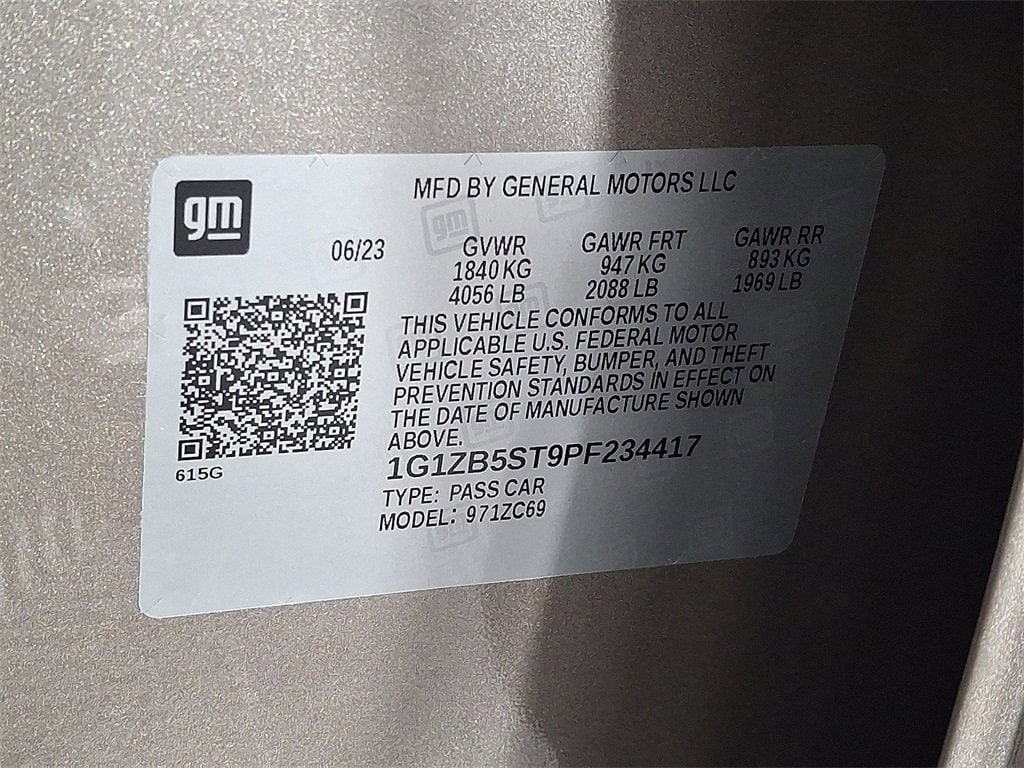 MFD BY GENERAL MOTORS LLC
gm
06/23
GVWR GAWR FRT GAWR RR
1840 KG 947 KG 893 KG
4056 LB 2088 LB 1969 LB
THIS VEHICLE CONFORMS TO ALL
APPLICABLE U.S. FEDERAL MOTOR
VEHICLE SAFETY, BUMPER, AND THEFT
PREVENTION STANDARDS IN EFFECT ON
THE DATE OF MANUFACTURE SHOWN
ABOVE.
1G1ZB5ST9PF234417
615G
TYPE: PASS CAR
MODEL: 971ZC69